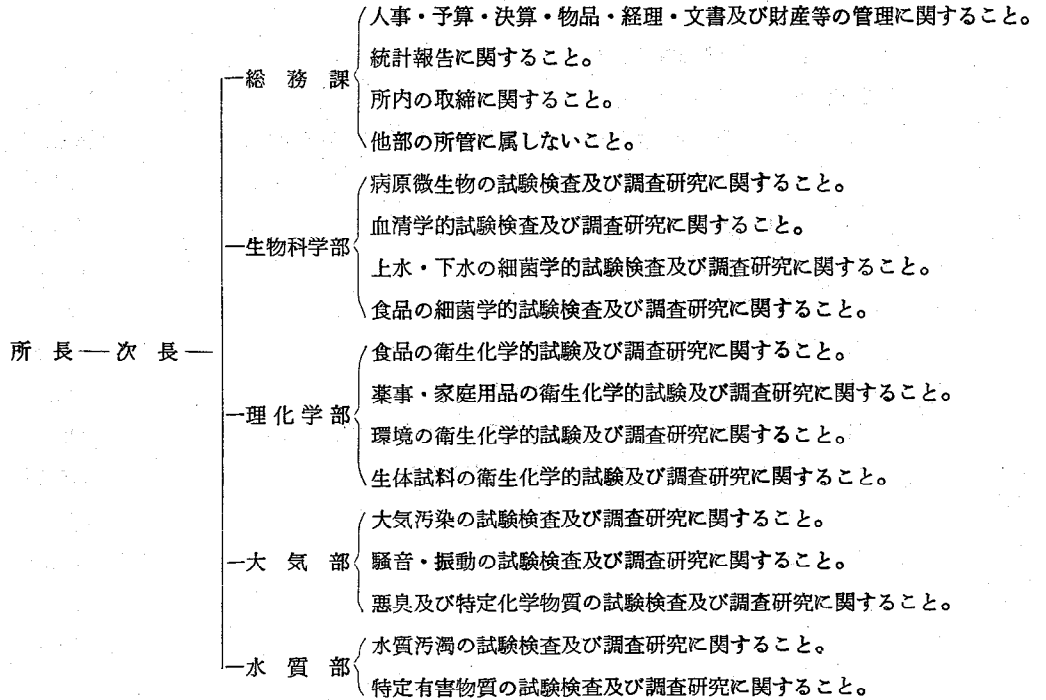 人事・予算・決算・物品・経理・文書及び財産等の管理に関すること。
総務課 統計報告に関すること。
所内の取締に関すること。
他部の所管に属しないこと。
病原微生物の試験検査及び調査研究に関すること。
生物科学部 血清学的試験検査及び調査研究に関すること。
上水・下水の細菌学的試験検査及び調査研究に関すること。
食品の細菌学的試験検査及び調査研究に関すること。
所長―次長― 食品の衛生化学的試験及び調査研究に関すること。
薬事・家庭用品の衛生化学的試験及び調査研究に関すること。
理化学部
環境の衛生化学的試験及び調査研究に関すること。
生体試料の衛生化学的試験及び調査研究に関すること。
大気汚染の試験検査及び調査研究に関すること。
大気部 騒音・振動の試験検査及び調査研究に関すること。
悪臭及び特定化学物質の試験検査及び調査研究に関すること。
水質汚濁の試験検査及び調査研究に関すること。
水質部
特定有害物質の試験検査及び調査研究に関すること。